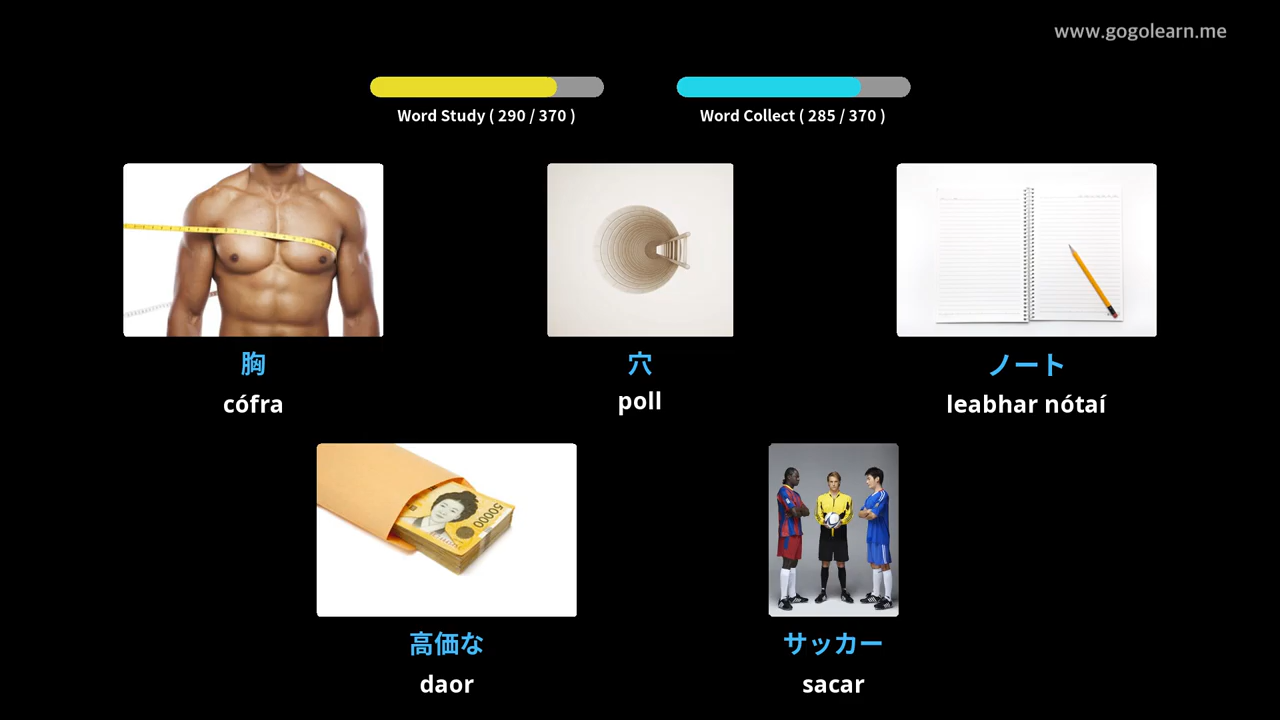 www.gogolearn.me
Word Study ( 290 / 370 )
Word Collect ( 285 / 370 )
胸
cófra
穴
poll
ノート
leabhar nótaí
50000
高価な
daor
サッカー
sacar